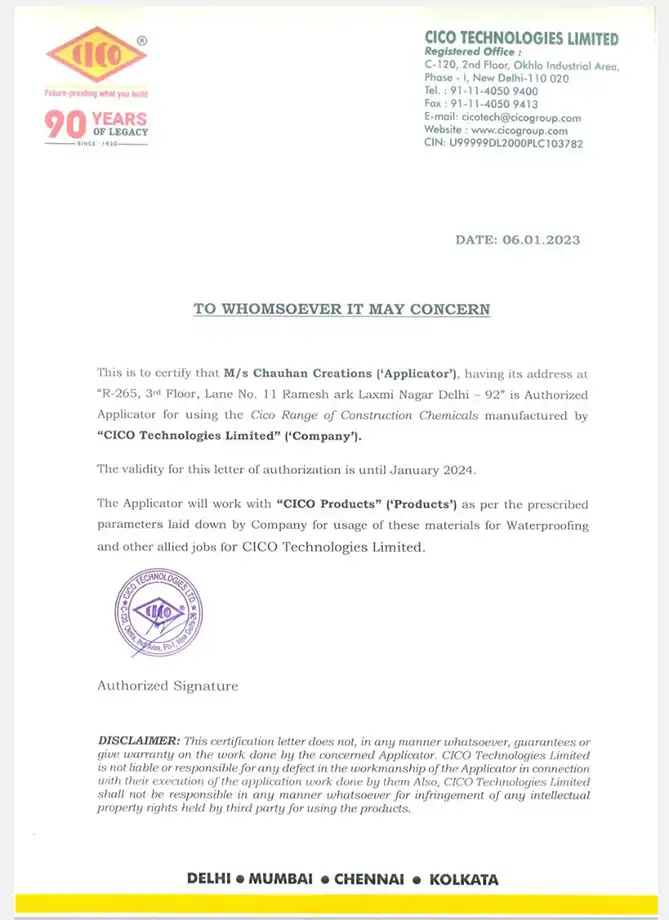 CICO ®
Future-proofing what you build
90 YEARS
OF LEGACY
SINCE - 1930
CICO TECHNOLOGIES LIMITED
Registered Office :
C-120, 2nd Floor, Okhla Industrial Area,
Phase - I, New Delhi-110 020
Tel. : 91-11-4050 9400
Fax : 91-11-4050 9413
E-mail: cicotech@cicogroup.com
Website : www.cicogroup.com
CIN: U99999DL2000PLC103782
DATE: 06.01.2023
TO WHOMSOEVER IT MAY CONCERN
This is to certify that M/s Chauhan Creations (‘Applicator’), having its address at
“R-265, 3rd Floor, Lane No. 11 Ramesh ark Laxmi Nagar Delhi – 92” is Authorized
Applicator for using the Cico Range of Construction Chemicals manufactured by
“CICO Technologies Limited” (‘Company’).
The validity for this letter of authorization is until January 2024.
The Applicator will work with “CICO Products” (‘Products’) as per the prescribed
parameters laid down by Company for usage of these materials for Waterproofing
and other allied jobs for CICO Technologies Limited.
CICO TECHNOLOGIES LTD.
CICO ®
C-120, Okhla, Ind. Area, Ph-I, New Delhi-20
Authorized Signature
DISCLAIMER: This certification letter does not, in any manner whatsoever, guarantees or
give warranty on the work done by the concerned Applicator. CICO Technologies Limited
is not liable or responsible for any defect in the workmanship of the Applicator in connection
with their execution of the application work done by them Also, CICO Technologies Limited
shall not be responsible in any manner whatsoever for infringement of any intellectual
property rights held by third party for using the products.
DELHI ● MUMBAI ● CHENNAI ● KOLKATA